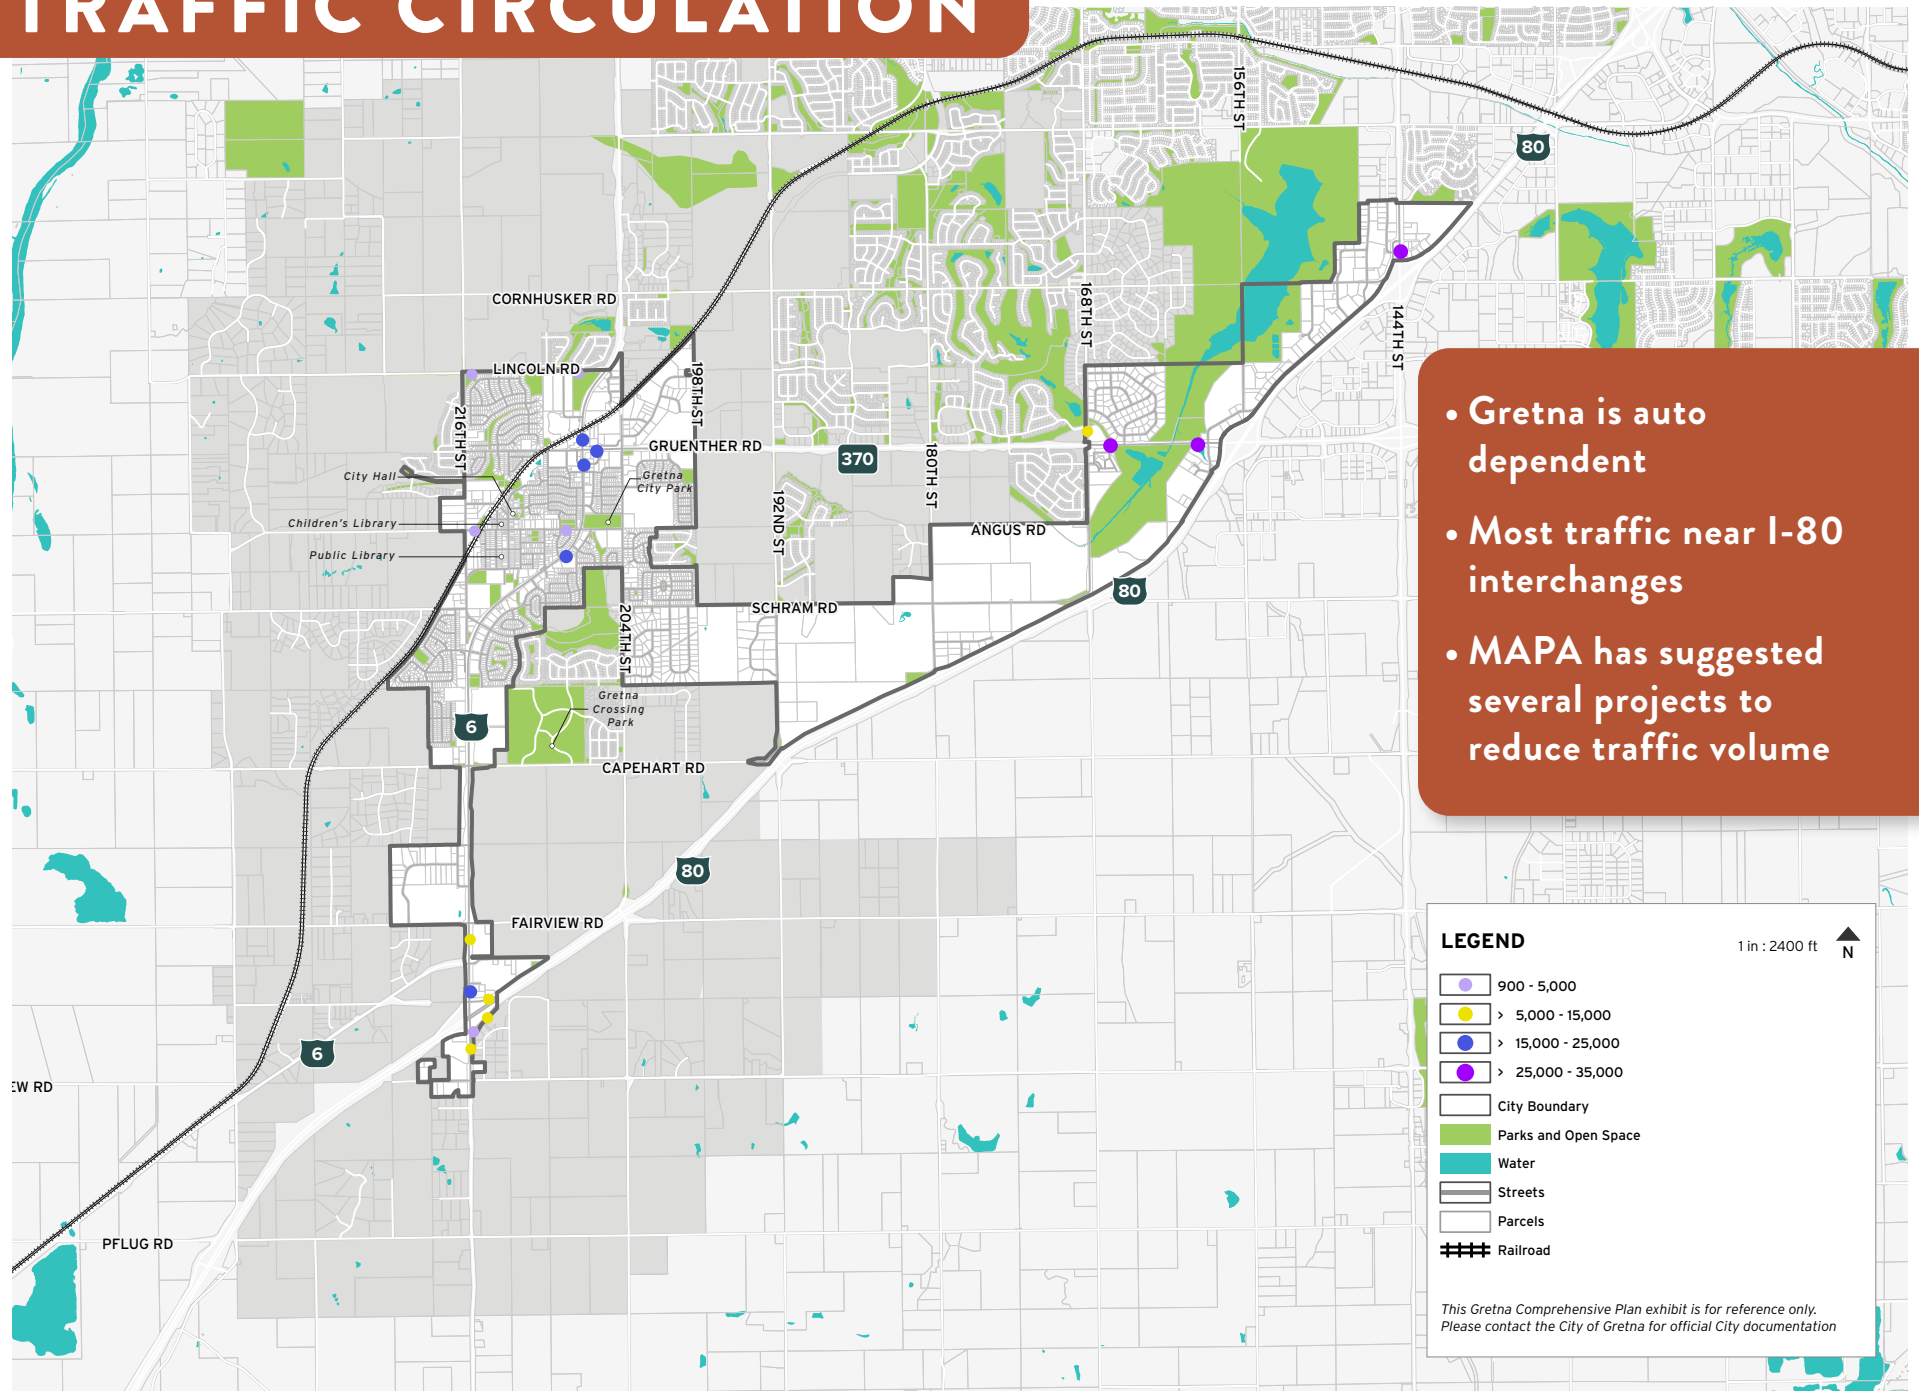 TRAFFIC CIRCULATION
156TH ST
80
CORNHUSKER RD
168TH ST
144TH ST
LINCOLN RD
198TH ST
216TH ST
GRUENTHER RD
370
180TH ST
City Hall
Gretna
City Park
192ND ST
Children's Library
ANGUS RD
Public Library
80
SCHRAM RD
204TH ST
Gretna
Crossing
Park
6
CAPEHART RD
80
FAIRVIEW RD
6
EW RD
PFLUG RD
• Gretna is auto
dependent
• Most traffic near I-80
interchanges
• MAPA has suggested
several projects to
reduce traffic volume
LEGEND
1 in : 2400 ft
N
900 - 5,000
> 5,000 - 15,000
> 15,000 - 25,000
> 25,000 - 35,000
City Boundary
Parks and Open Space
Water
Streets
Parcels
Railroad
This Gretna Comprehensive Plan exhibit is for reference only.
Please contact the City of Gretna for official City documentation